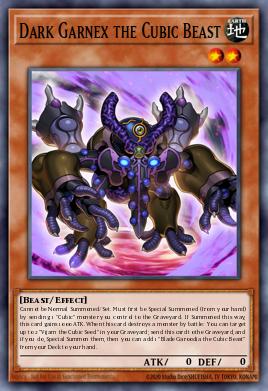 Dark Garnex the Cubic Beast
EARTH
地
[BEAST/EFFECT]
Cannot be Normal Summoned/Set. Must first be Special Summoned (from your hand)
by sending 1 "Cubic" monster you control to the Graveyard. If Summoned this way,
this card gains 1000 ATK. When this card destroys a monster by battle: You can target
up to 2 "Vijam the Cubic Seed" in your Graveyard; send this card to the Graveyard, and
if you do, Special Summon them, then you can add 1 "Blade Garoodia the Cubic Beast"
from your Deck to your hand.
ATK/ 0 DEF/ 0
©2020 Studio Dice/SHUEISHA, TV TOKYO, KONAMI